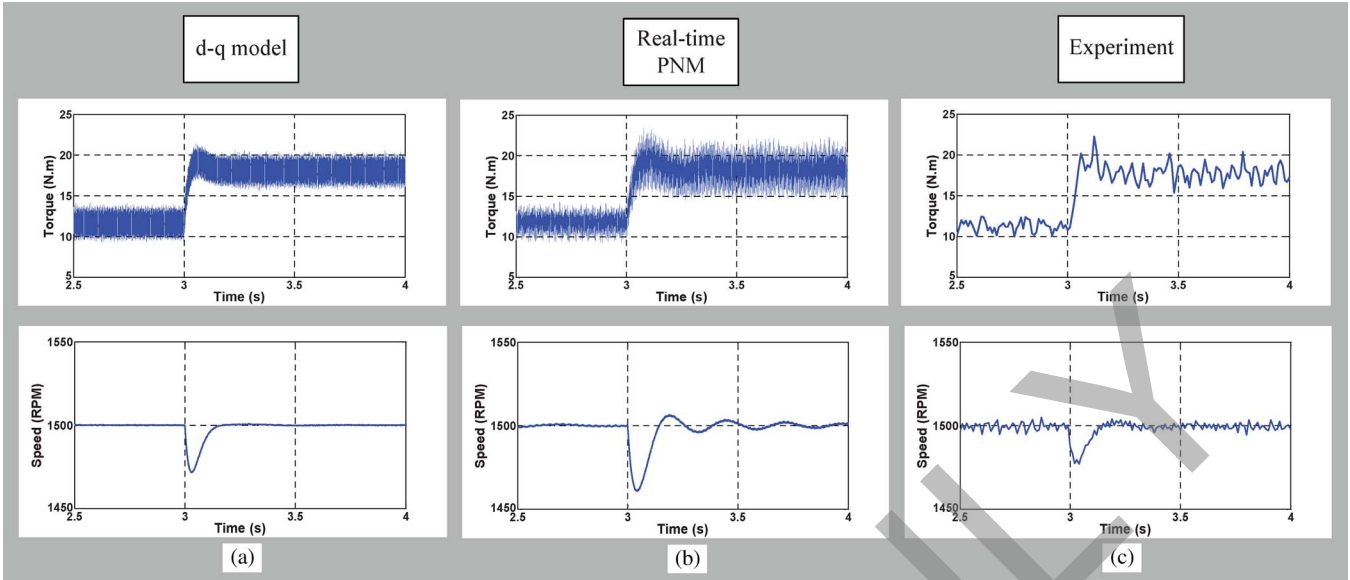 d-q model
Real-time
PNM
Experiment
25
20
15
10
5
Torque (N.m)
2.5 3 3.5 4
Time (s)
25
20
15
10
5
Torque (N.m)
2.5 3 3.5 4
Time (s)
25
20
15
10
5
Torque (N.m)
2.5 3 3.5 4
Time (s)
1550
1500
1450
Speed (RPM)
2.5 3 3.5 4
Time (s)
1550
1500
1450
Speed (RPM)
2.5 3 3.5 4
Time (s)
1550
1500
1450
Speed (RPM)
2.5 3 3.5 4
Time (s)
(a)
(b)
(c)
LY